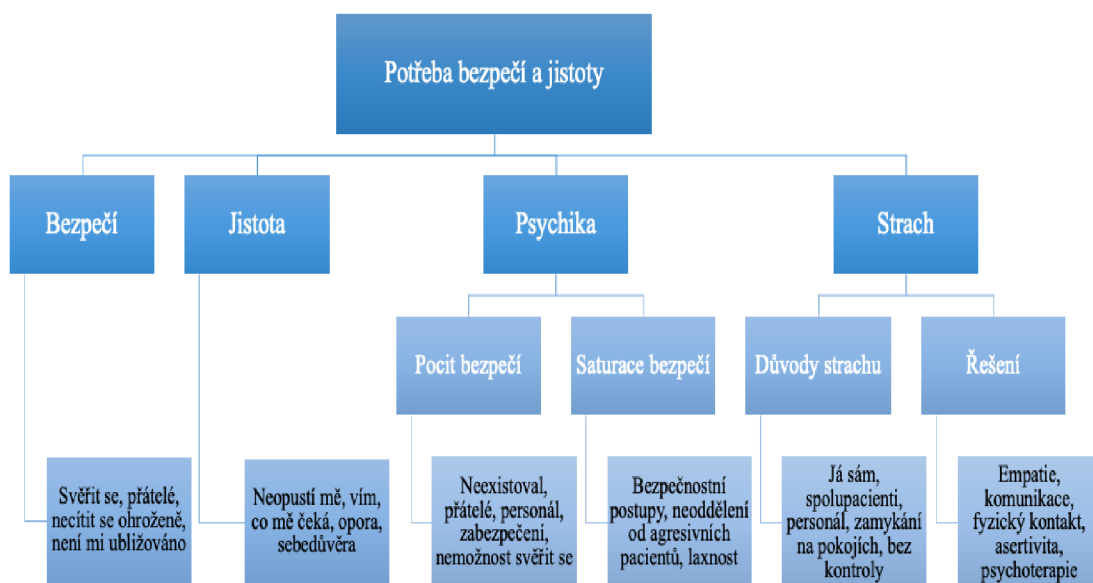 Potřeba bezpečí a jistoty
Bezpečí
Jistota
Psychika
Strach
Pocit bezpečí
Saturace bezpečí
Důvody strachu
Řešení
Svěřit se, přátelé,
necítit se ohroženě,
není mi ubližováno
Neopustí mě, vím,
co mě čeká, opora,
sebedůvěra
Neexistoval,
přátelé, personál,
zabezpečení,
nemožnost svěřit se
Bezpečnostní
postupy, neoddělení
od agresivních
pacientů, laxnost
Já sám,
spolupacienti,
personál, zamykání
na pokojích, bez
kontroly
Empatie,
komunikace,
fyzický kontakt,
asertivita,
psychoterapie